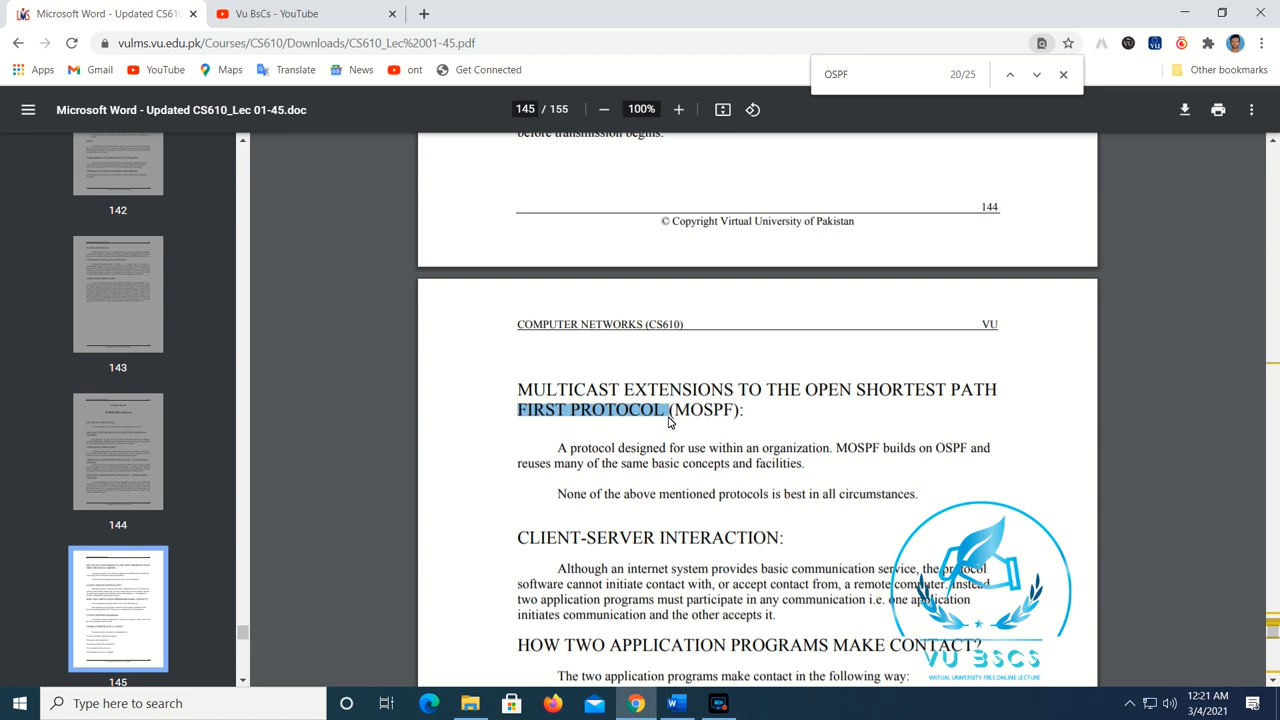 Microsoft Word - Updated CS610
Vu BsCs - YouTube
vulms.vu.edu.pk/Courses/CS610/Downloads/CS610_Lec%2001-45.pdf
Apps
Gmail
YouTube
Maps
Translate
News
ont
Get Connected
Other bookmarks
OSPF
20/25
Microsoft Word - Updated CS610_Lec 01-45.doc
145 / 155
100%
142
143
144
145
before transmission begins.
144
© Copyright Virtual University of Pakistan
COMPUTER NETWORKS (CS610)
VU
MULTICAST EXTENSIONS TO THE OPEN SHORTEST PATH
FIRST PROTOCOL (MOSPF):
A protocol designed for use within an organization. MOSPF builds on OSPF and
reuses many of the same basic concepts and facilities.
None of the above mentioned protocols is best in all circumstances.
CLIENT-SERVER INTERACTION:
Although an internet system provides basic communication service, the protocol
software cannot initiate contact with, or accept contact from, a remote computer. Instead
two application programs must participate in any communication i.e. one application
initiates communication and the other accepts it.
HOW TWO APPLICATION PROGRAMS MAKE CONTACT?
The two application programs make contact in the following way:
VU BSCS
VIRTUAL UNIVERSITY FREE ONLINE LECTURE
Type here to search
12:21 AM
3/4/2021